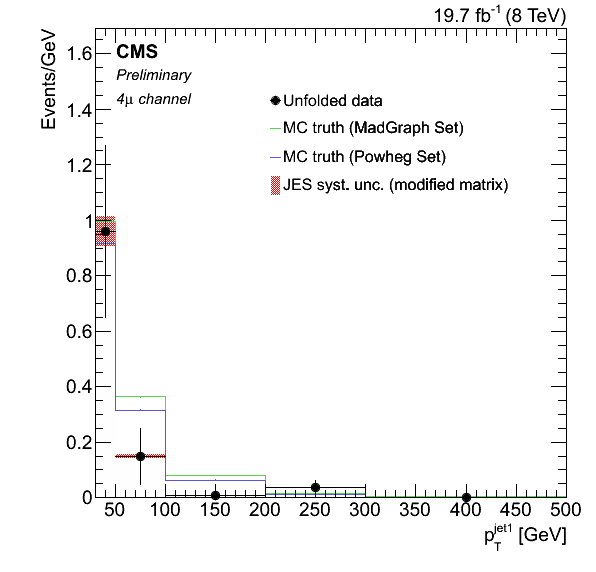 19.7 fb⁻¹ (8 TeV)
Events/GeV
CMS
Preliminary
4μ channel
Unfolded data
MC truth (MadGraph Set)
MC truth (Powheg Set)
JES syst. unc. (modified matrix)
1.6
1.4
1.2
1
0.8
0.6
0.4
0.2
0
50 100 150 200 250 300 350 400 450 500
p_T^jet1 [GeV]